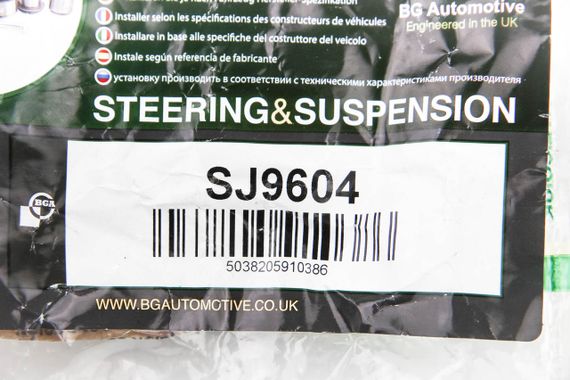 BG Automotive
Engineered in the UK
Installer selon les spécifications des constructeurs de véhicules
Installare in base alle specifiche del costruttore del veicolo
Instale según referencia de fabricante
установку производить в соответствии с техническими характеристиками производителя
STEERING&SUSPENSION
BGA
SJ9604
5038205910386
WWW.BGAUTOMOTIVE.CO.UK